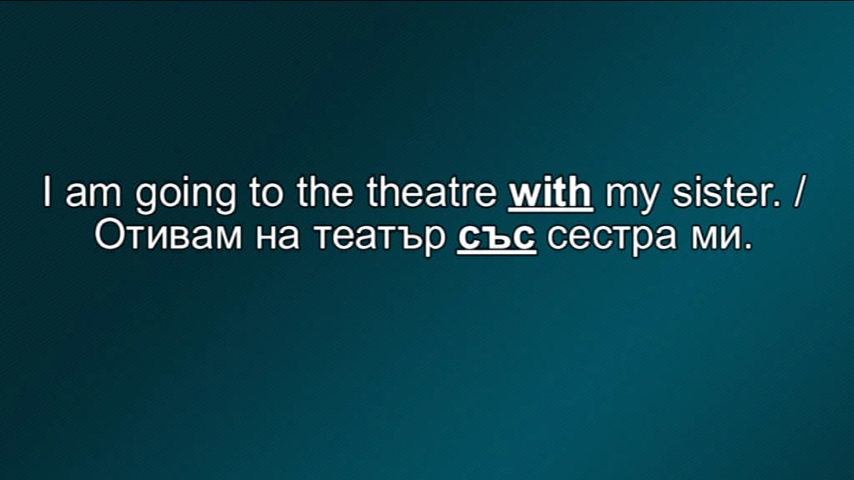 I am going to the theatre with my sister. /
Отивам на театър със сестра ми.